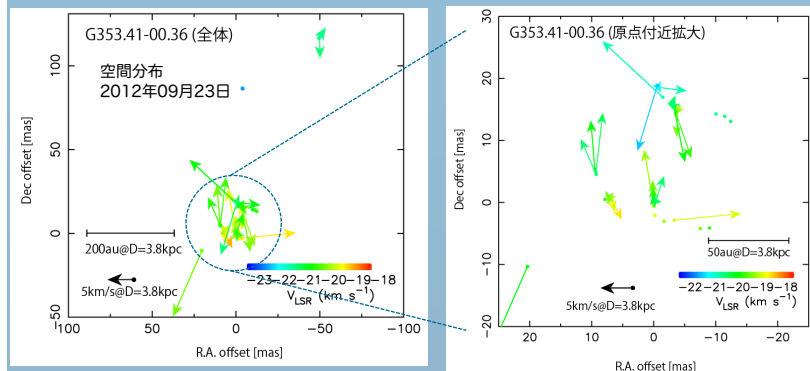 G353.41-00.36 (全体)
空間分布
2012年09月23日
Dec offset [mas]
100
50
0
−50
200au@D=3.8kpc
5km/s@D=3.8kpc
−23−22−21−20−19−18
V_LSR (km s⁻¹)
100 50 0 −50 −100
R.A. offset [mas]
G353.41-00.36 (原点付近拡大)
Dec offset [mas]
30
20
10
0
−10
−20
50au@D=3.8kpc
5km/s@D=3.8kpc
−22−21−20−19−18
V_LSR (km s⁻¹)
20 10 0 −10 −20
R.A. offset [mas]